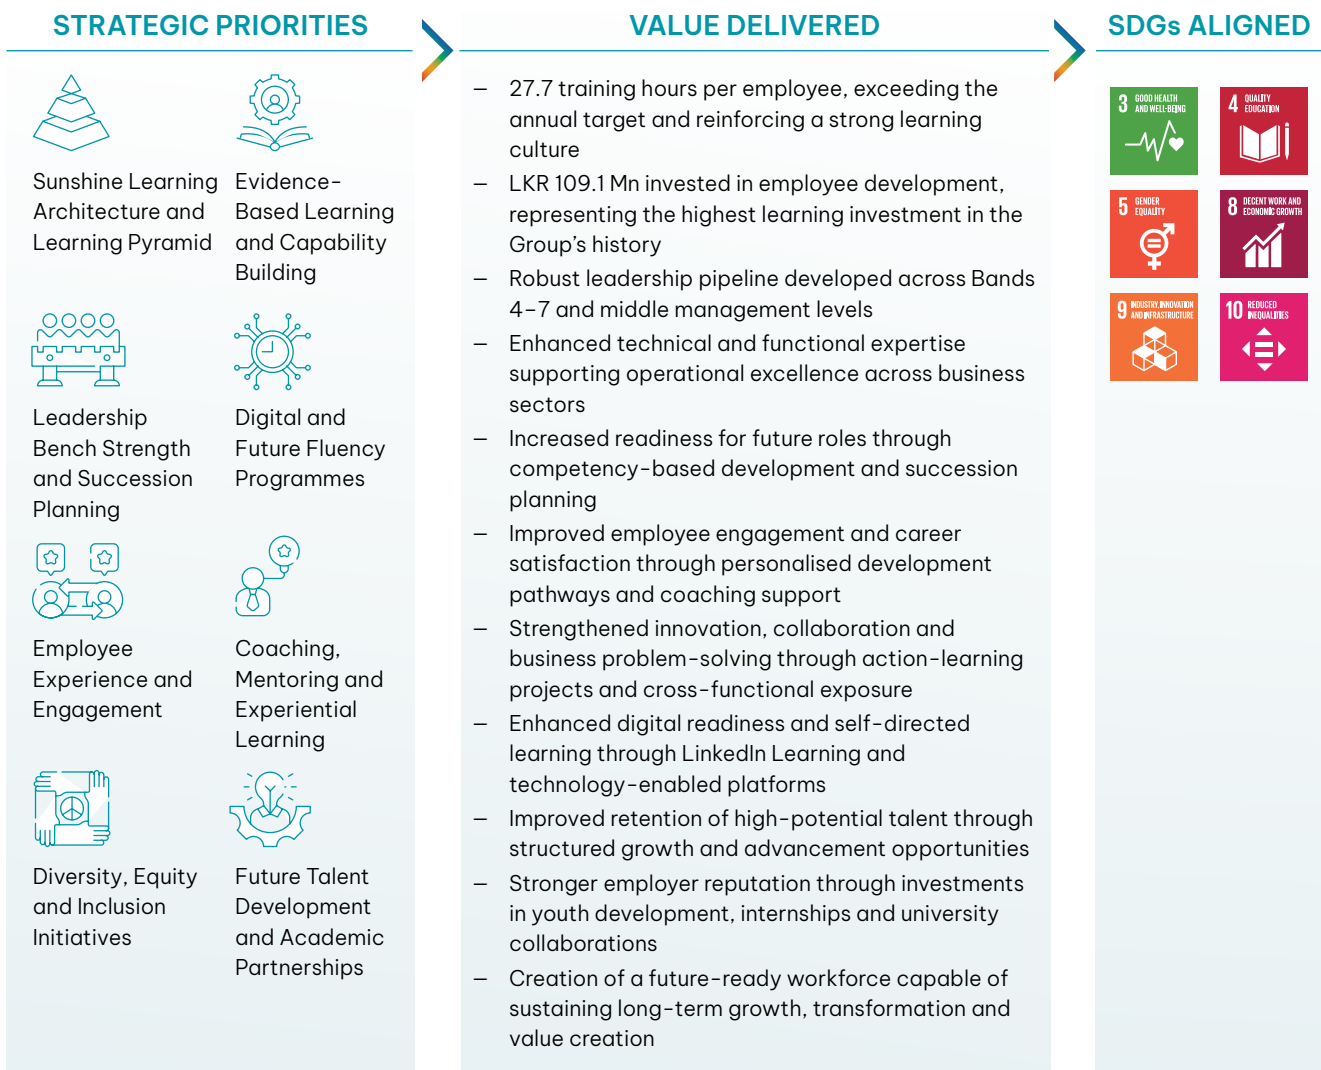 STRATEGIC PRIORITIES
Sunshine Learning
Architecture and
Learning Pyramid
Evidence-
Based Learning
and Capability
Building
Leadership
Bench Strength
and Succession
Planning
Digital and
Future Fluency
Programmes
Employee
Experience and
Engagement
Coaching,
Mentoring and
Experiential
Learning
Diversity, Equity
and Inclusion
Initiatives
Future Talent
Development
and Academic
Partnerships
VALUE DELIVERED
– 27.7 training hours per employee, exceeding the
annual target and reinforcing a strong learning
culture
– LKR 109.1 Mn invested in employee development,
representing the highest learning investment in the
Group’s history
– Robust leadership pipeline developed across Bands
4–7 and middle management levels
– Enhanced technical and functional expertise
supporting operational excellence across business
sectors
– Increased readiness for future roles through
competency-based development and succession
planning
– Improved employee engagement and career
satisfaction through personalised development
pathways and coaching support
– Strengthened innovation, collaboration and
business problem-solving through action-learning
projects and cross-functional exposure
– Enhanced digital readiness and self-directed
learning through LinkedIn Learning and
technology-enabled platforms
– Improved retention of high-potential talent through
structured growth and advancement opportunities
– Stronger employer reputation through investments
in youth development, internships and university
collaborations
– Creation of a future-ready workforce capable of
sustaining long-term growth, transformation and
value creation
SDGs ALIGNED
3 GOOD HEALTH
AND WELL-BEING
4 QUALITY
EDUCATION
5 GENDER
EQUALITY
8 DECENT WORK AND
ECONOMIC GROWTH
9 INDUSTRY, INNOVATION
AND INFRASTRUCTURE
10 REDUCED
INEQUALITIES